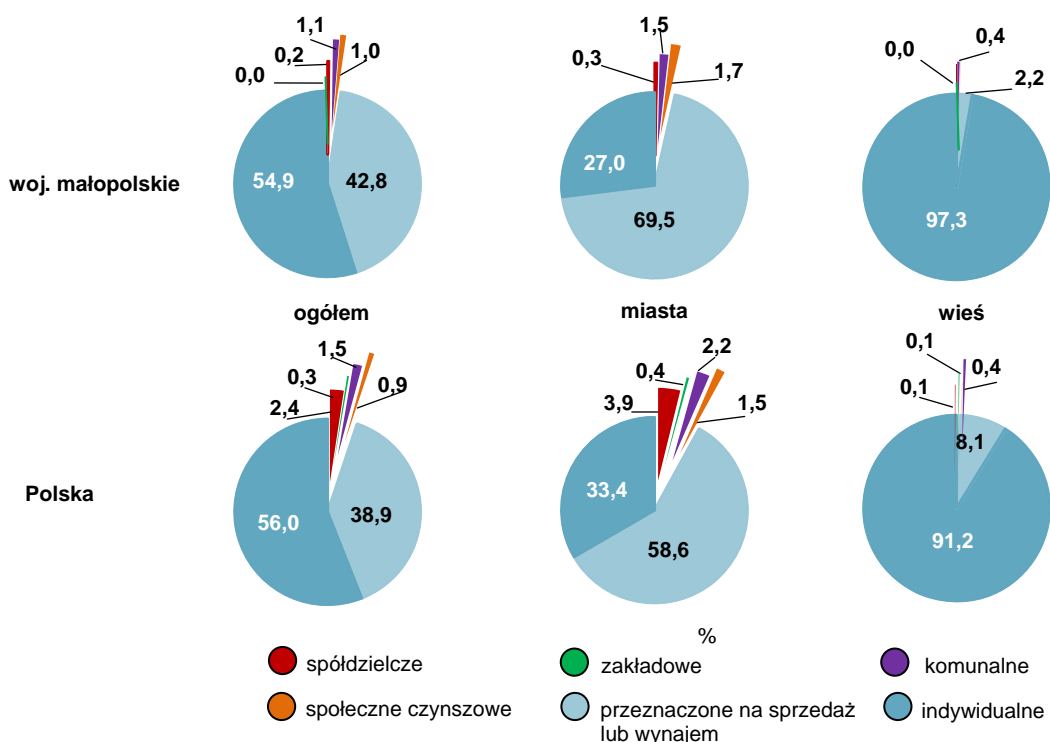 1,1
1,0
0,2
0,0
1,5
0,3
1,7
0,0
0,4
2,2
woj. małopolskie
54,9
42,8
27,0
69,5
97,3
ogółem
miasta
wieś
1,5
0,3
0,9
2,4
2,2
0,4
3,9
1,5
0,1
0,4
0,1
8,1
Polska
56,0
38,9
33,4
58,6
91,2
%
spółdzielcze
zakładowe
komunalne
społeczne czynszowe
przeznaczone na sprzedaż
lub wynajem
indywidualne